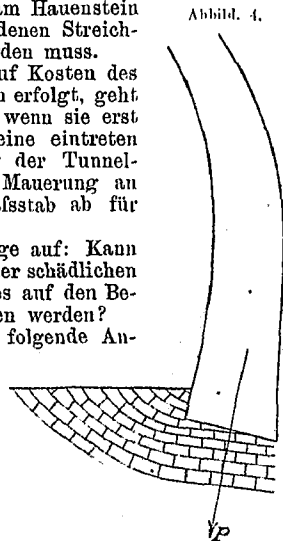 am Hauenstein
denen Streich-
den muss.
uf Kosten des
n erfolgt, geht
wenn sie erst
eine eintreten
der Tunnel-
Mauerung an
fsstab ab für
ge auf: Kann
er schädlichen
s auf den Be-
en werden?
folgende An-
Abbild. 4.
P